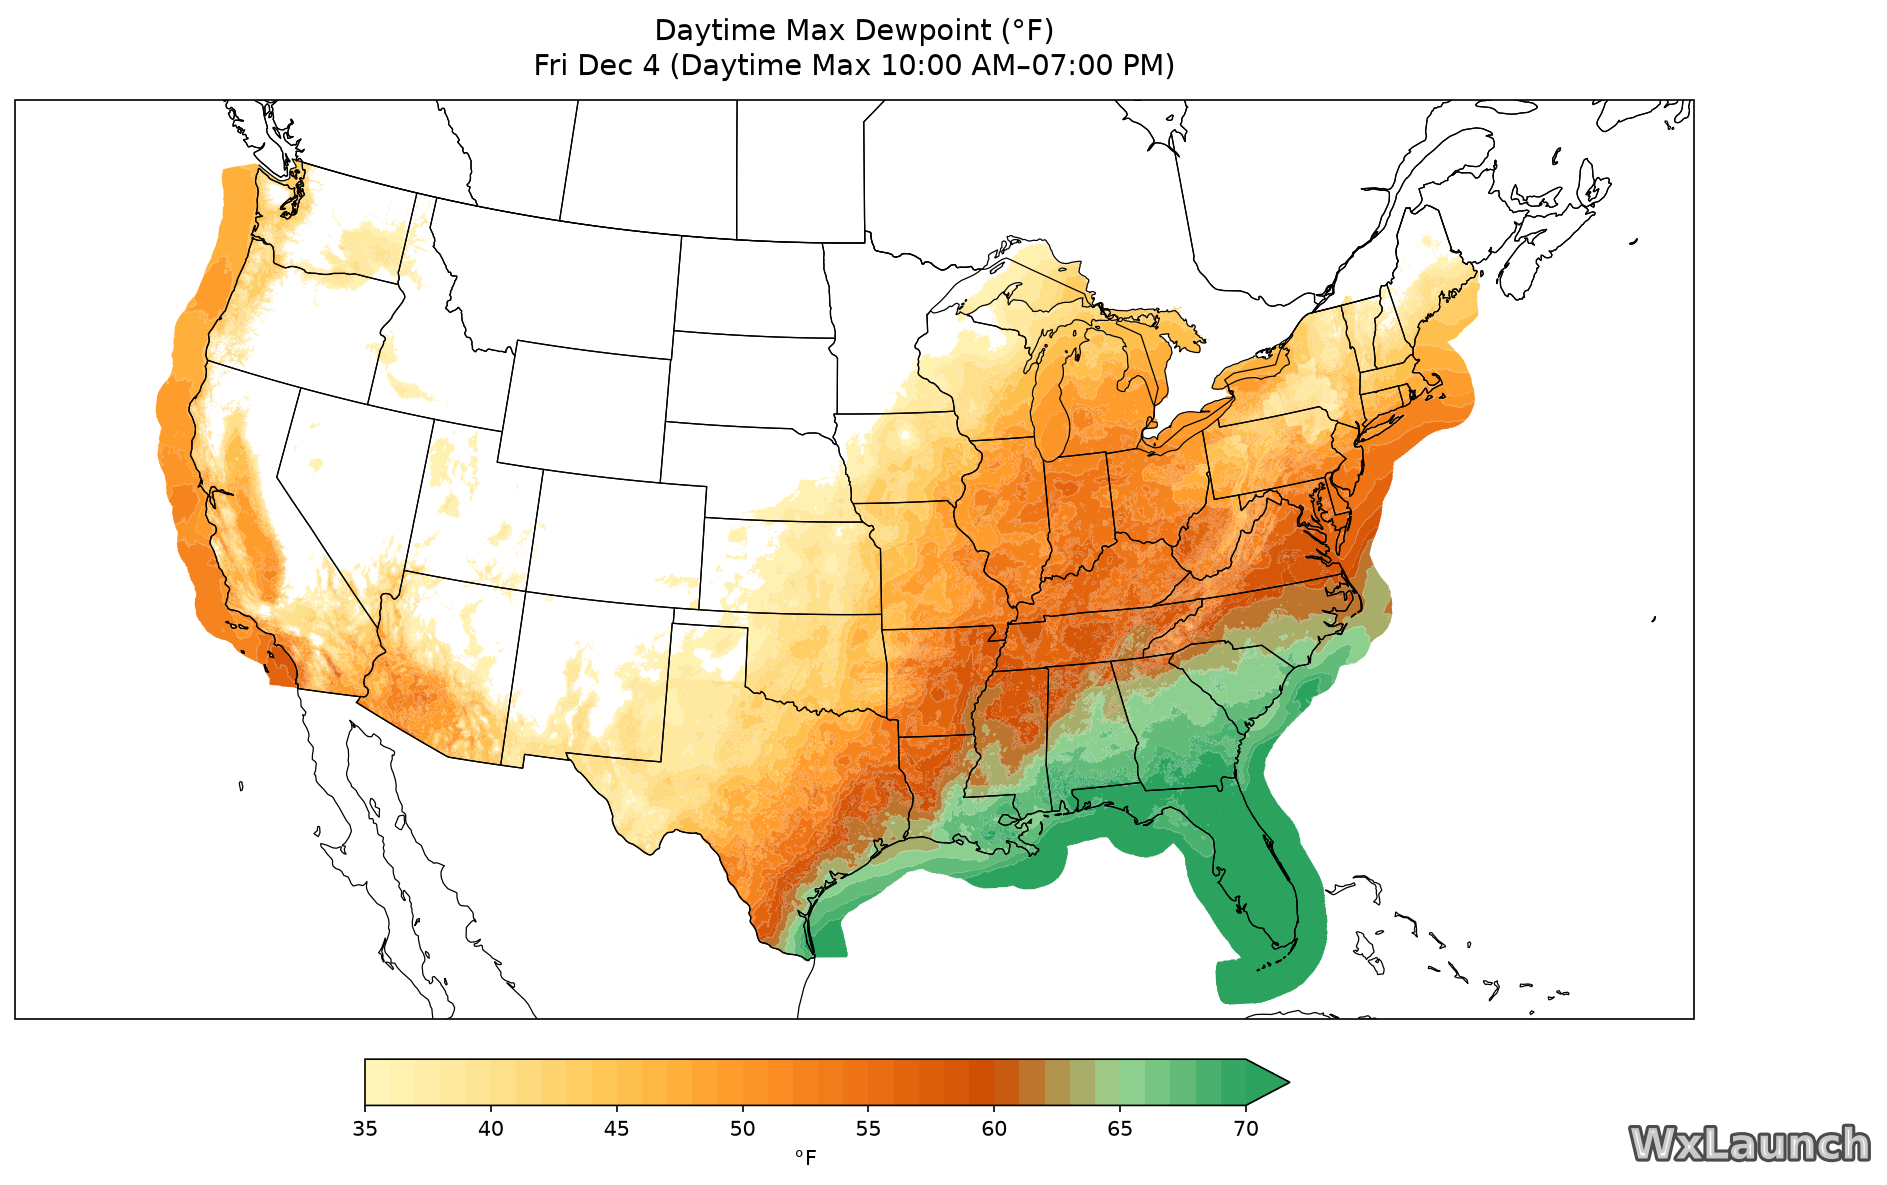 Daytime Max Dewpoint (°F)
Fri Dec 4 (Daytime Max 10:00 AM–07:00 PM)
35 40 45 50 55 60 65 70
°F
WxLaunch